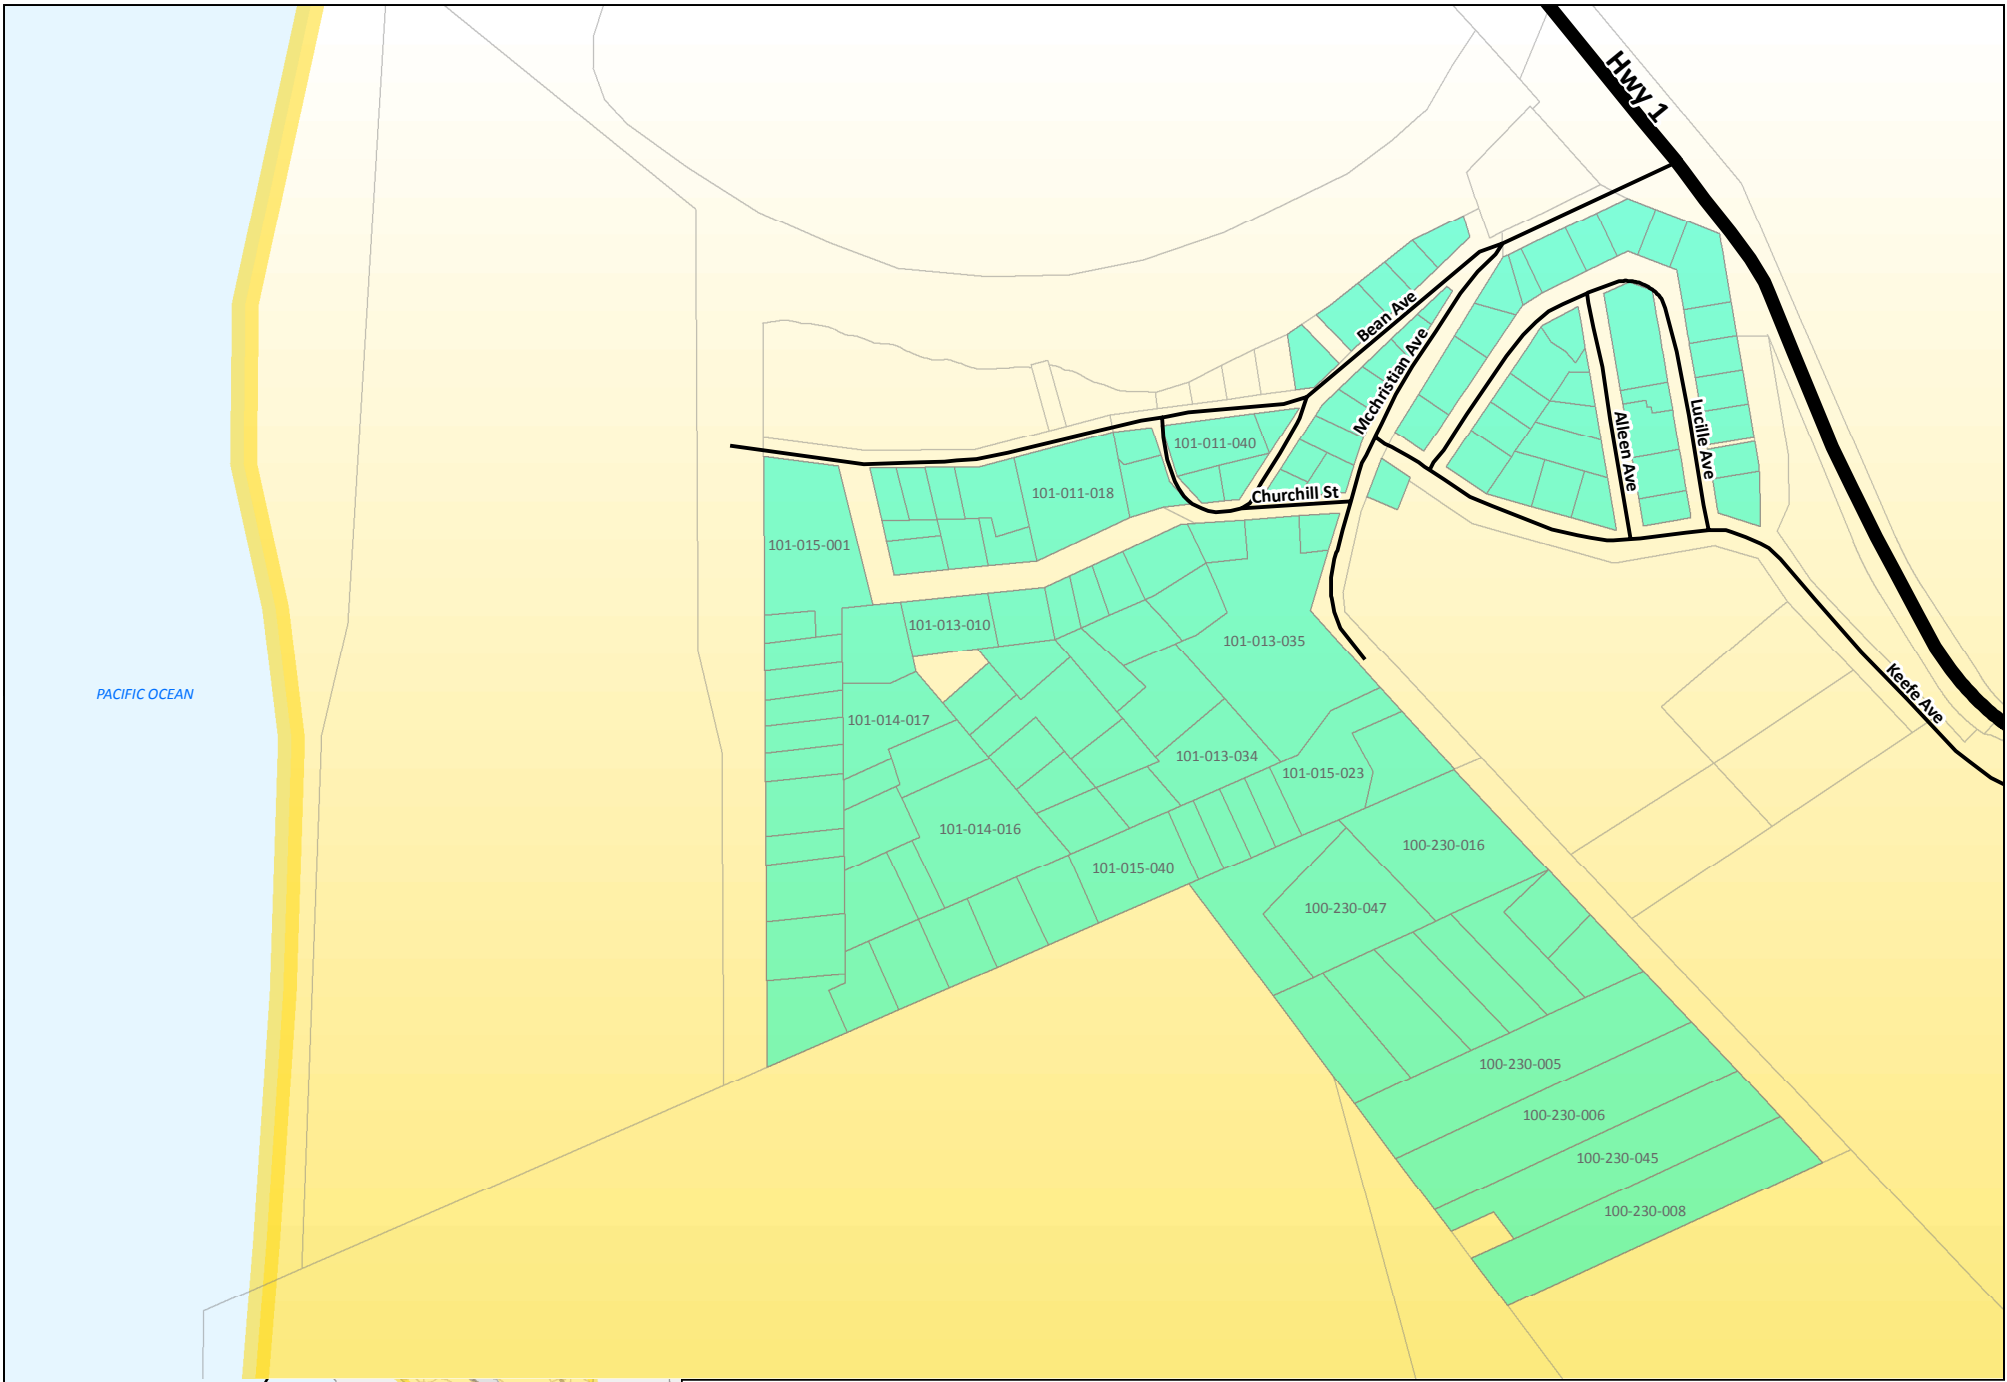 Hwy 1
Bean Ave
Mcchristian Ave
Lucille Ave
Alleen Ave
101-011-040
101-011-018
Churchill St
101-015-001
101-013-010
101-013-035
PACIFIC OCEAN
Keefe Ave
101-014-017
101-013-034
101-015-023
101-014-016
100-230-016
101-015-040
100-230-047
100-230-005
100-230-006
100-230-045
100-230-008